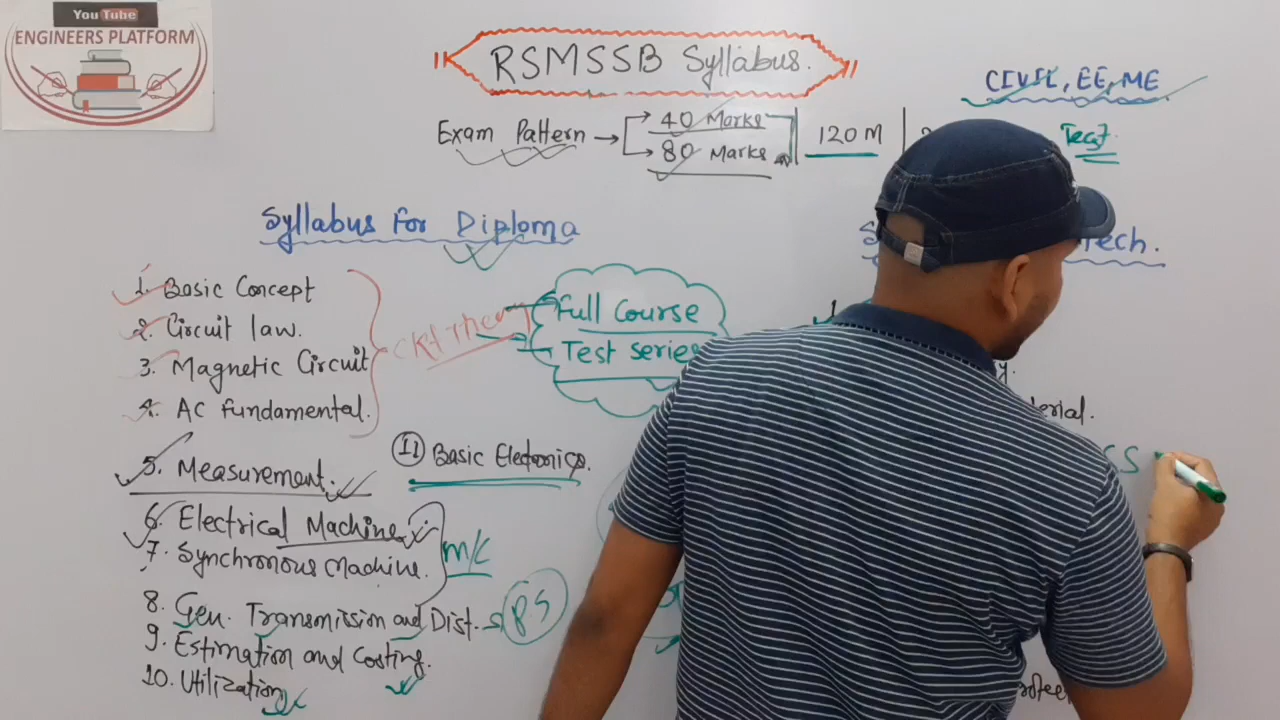 You Tube
ENGINEERS PLATFORM
RSMSSB Syllabus.
CIVIL, EE, ME
Exam Pattern → 40 Marks
80 Marks
120 M
Syllabus for Diploma
Tech.
1. Basic Concept
2. Circuit law.
3. Magnetic Circuit
4. AC fundamental.
CKt Theory
Full Course
Test series
5. Measurement.
11 Basic Electronics.
6. Electrical Machine
7. Synchronous Machine.
M/C
8. Gen. Transmission and Dist.
PS
9. Estimation and Costing.
10. Utilization